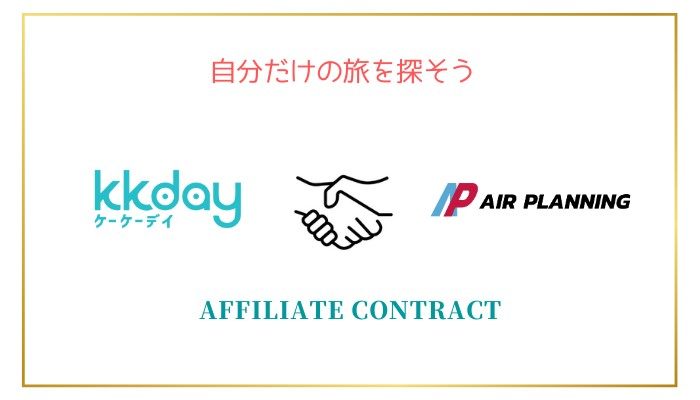 自分だけの旅を探そう
kkday
ケーケーデイ
AP AIR PLANNING
AFFILIATE CONTRACT